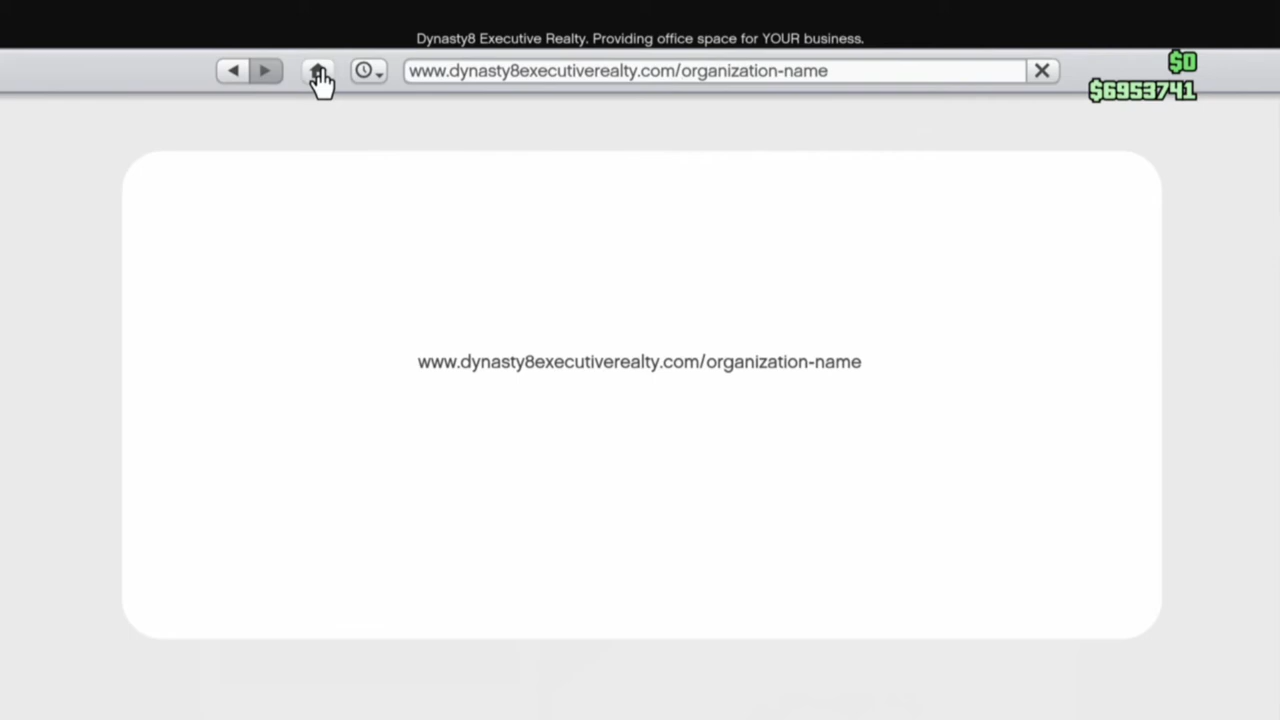 Dynasty8 Executive Realty. Providing office space for YOUR business.
www.dynasty8executiverealty.com/organization-name
$0
$6953741
www.dynasty8executiverealty.com/organization-name